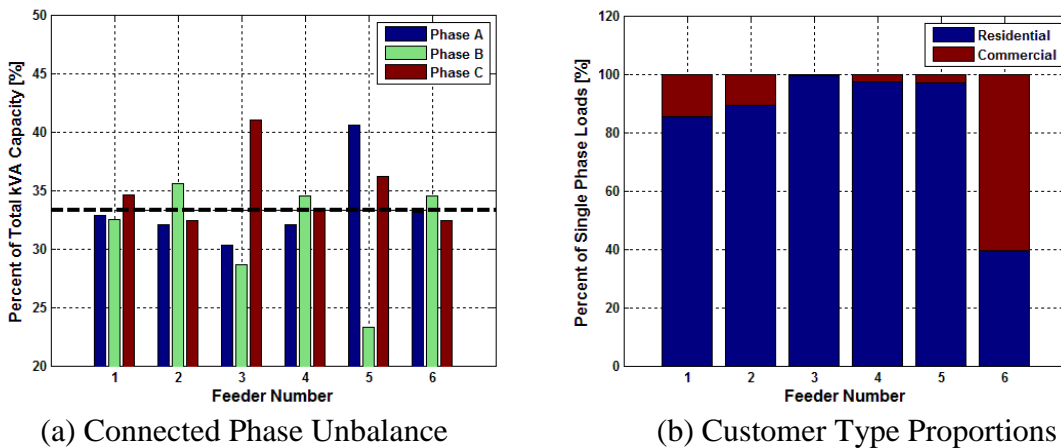 50
45
40
35
30
25
20
Percent of Total kVA Capacity [%]
Phase A
Phase B
Phase C
1 2 3 4 5 6
Feeder Number
(a) Connected Phase Unbalance
120
100
80
60
40
20
0
Percent of Single Phase Loads [%]
Residential
Commercial
1 2 3 4 5 6
Feeder Number
(b) Customer Type Proportions